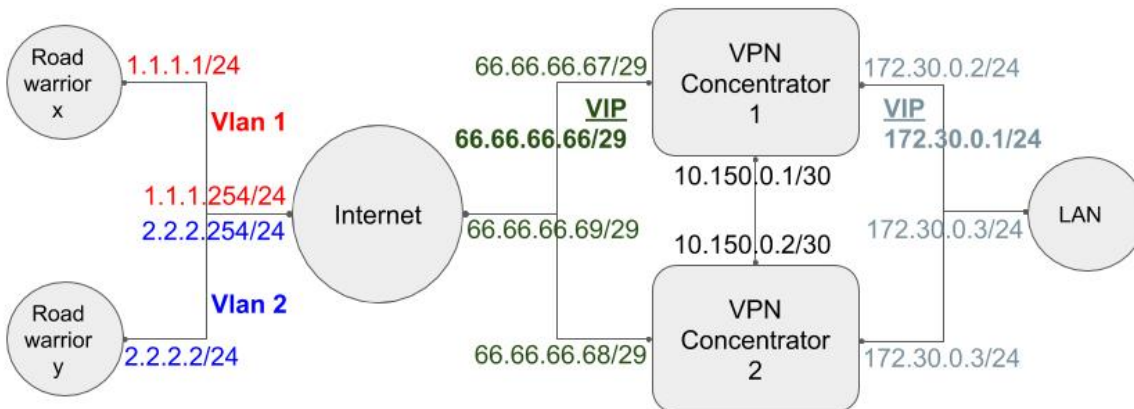 Road
warrior
x
1.1.1.1/24
Vlan 1
1.1.1.254/24
2.2.2.254/24
Vlan 2
Road
warrior
y
2.2.2.2/24
Internet
66.66.66.67/29
VIP
66.66.66.66/29
66.66.66.69/29
66.66.66.68/29
VPN
Concentrator
1
10.150.0.1/30
10.150.0.2/30
VPN
Concentrator
2
172.30.0.2/24
VIP
172.30.0.1/24
172.30.0.3/24
172.30.0.3/24
LAN